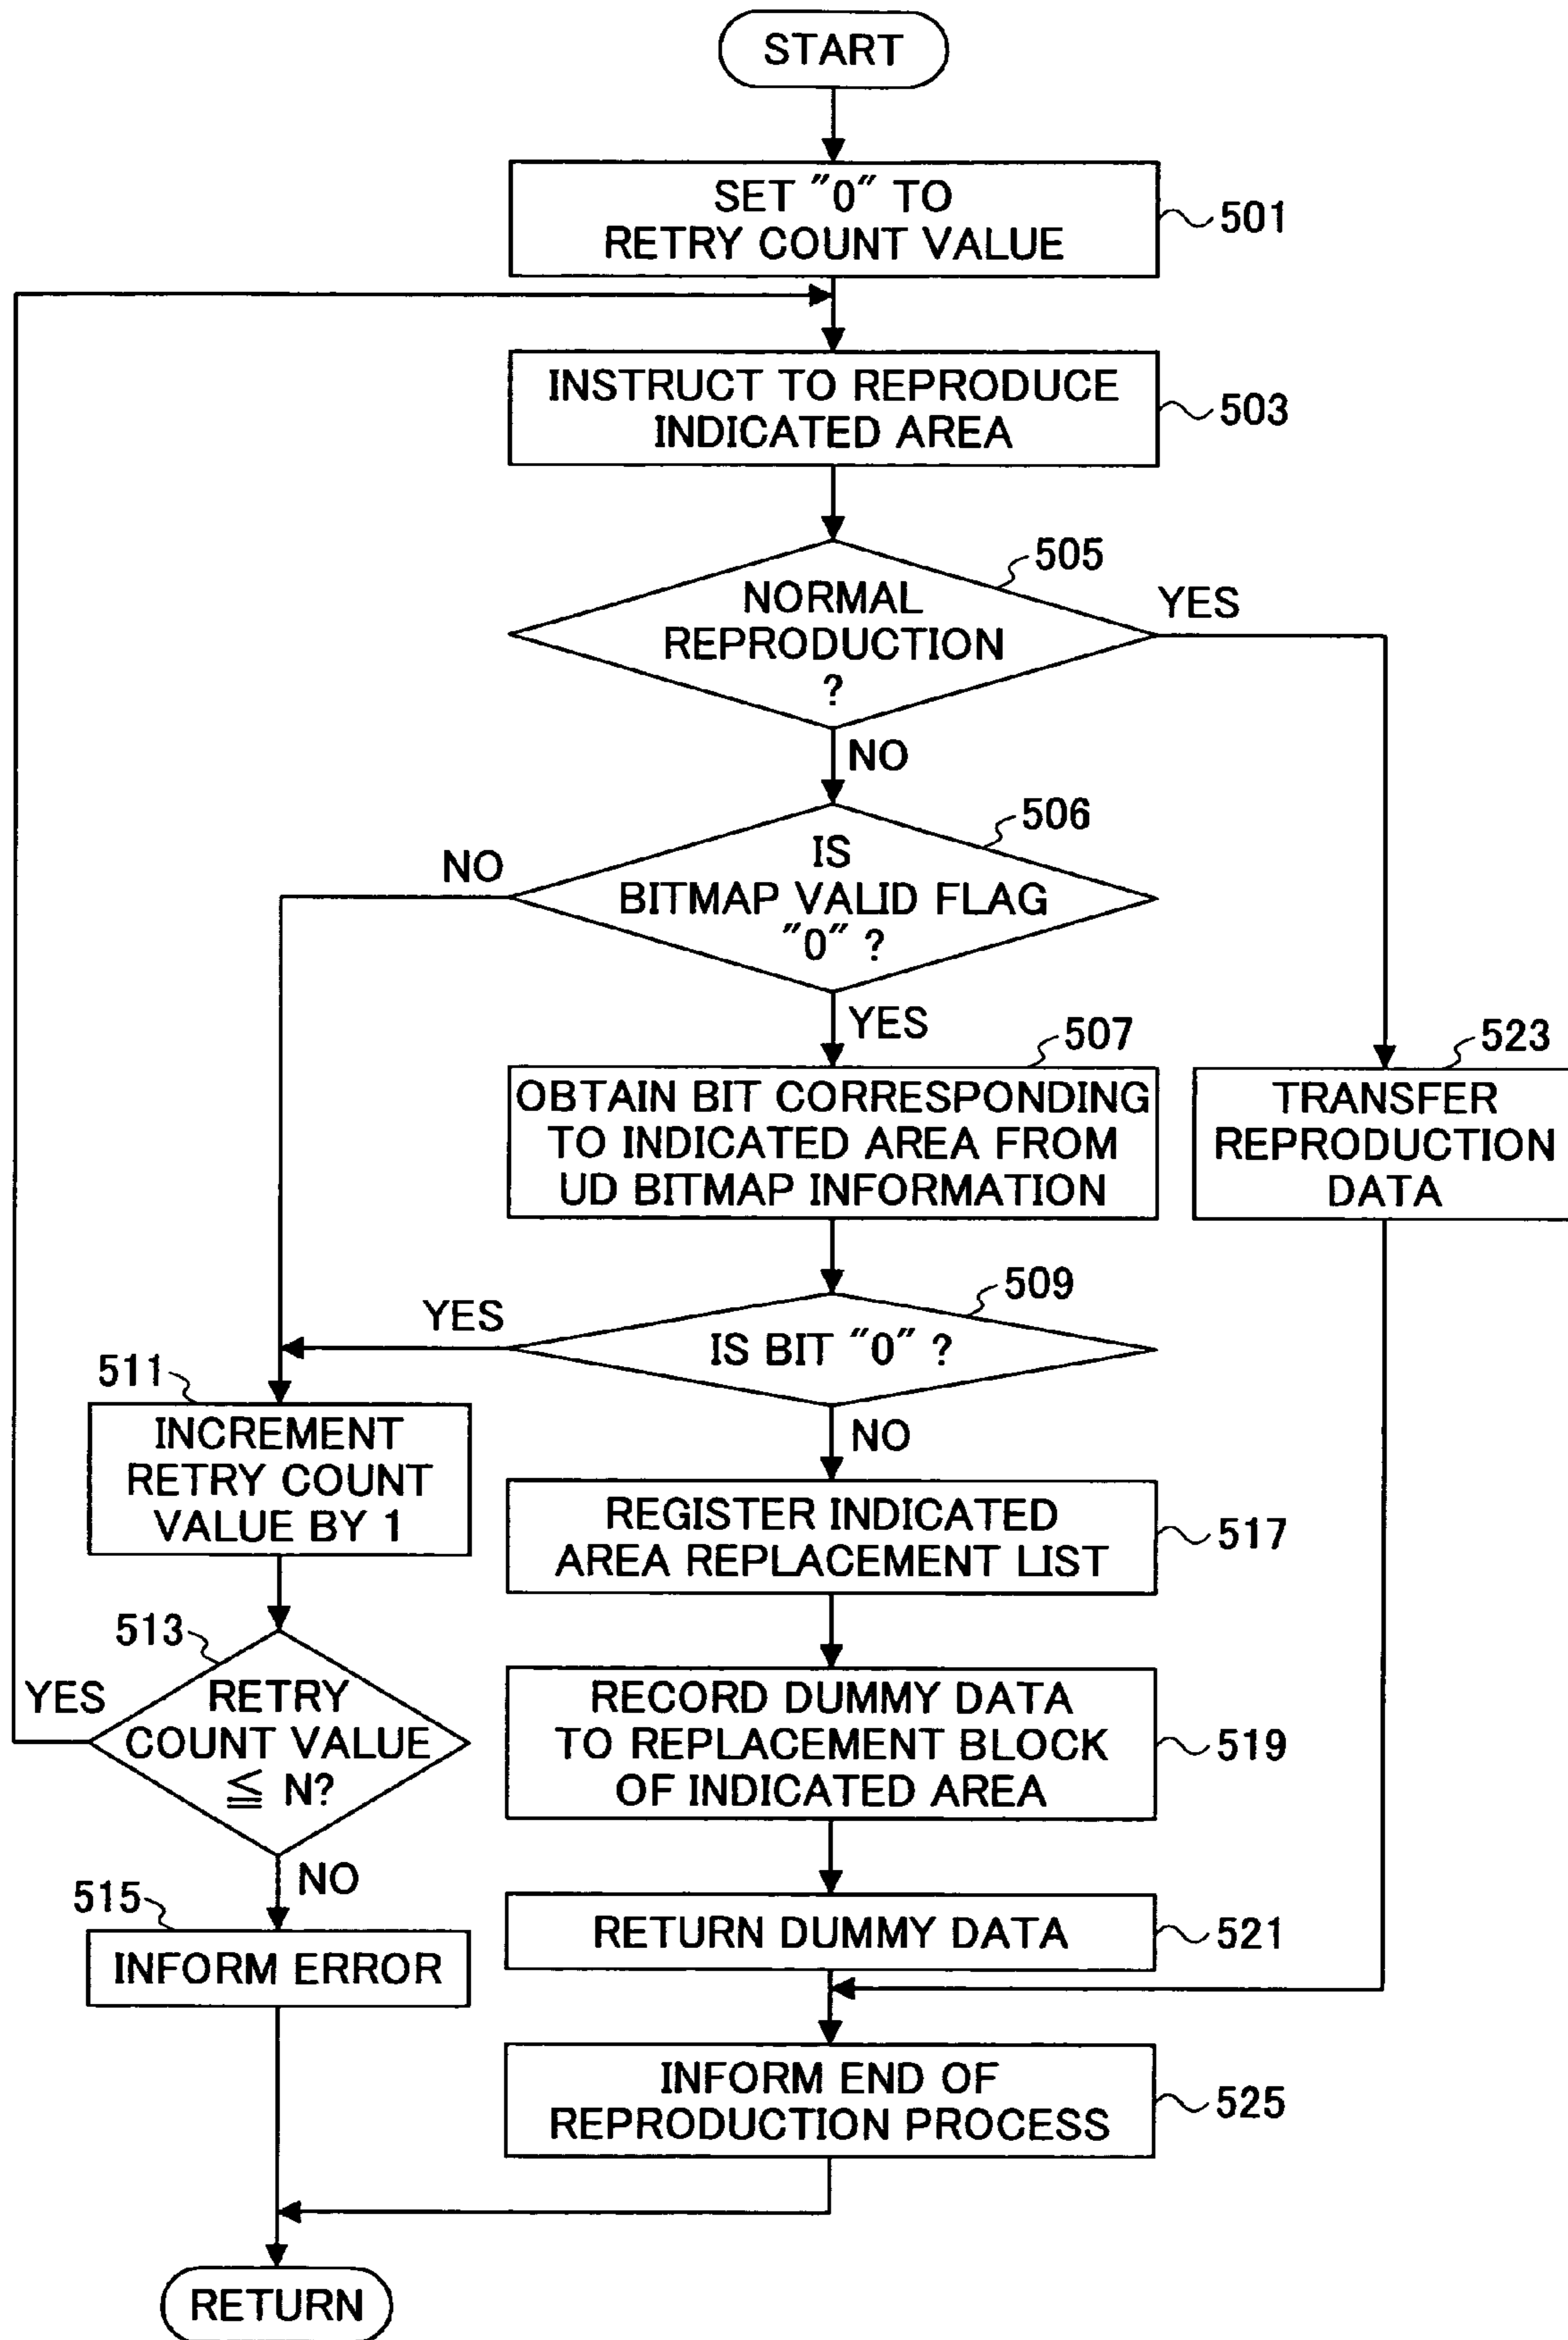 START
SET "0" TO
RETRY COUNT VALUE
501
INSTRUCT TO REPRODUCE
INDICATED AREA
503
505
NORMAL
REPRODUCTION
?
YES
NO
506
IS
BITMAP VALID FLAG
"0" ?
NO
YES
507
OBTAIN BIT CORRESPONDING
TO INDICATED AREA FROM
UD BITMAP INFORMATION
523
TRANSFER
REPRODUCTION
DATA
509
IS BIT "0" ?
YES
NO
511
INCREMENT
RETRY COUNT
VALUE BY 1
REGISTER INDICATED
AREA REPLACEMENT LIST
517
513
RETRY
COUNT VALUE
≦ N?
YES
NO
RECORD DUMMY DATA
TO REPLACEMENT BLOCK
OF INDICATED AREA
519
515
INFORM ERROR
RETURN DUMMY DATA
521
INFORM END OF
REPRODUCTION PROCESS
525
RETURN